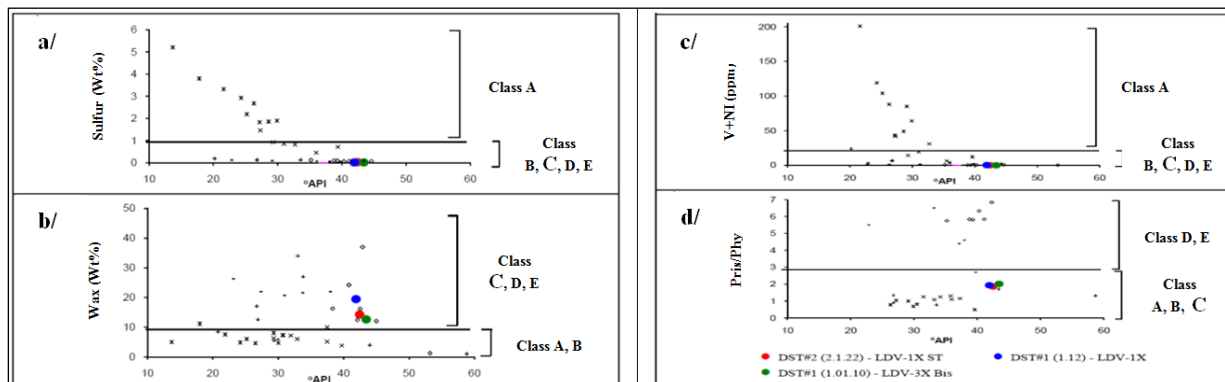 a/
Sulfur (Wt%)
6
5
4
3
2
1
0
10 20 30 40 50 60
°API
Class A
Class
B, C, D, E
b/
Wax (Wt%)
50
40
30
20
10
0
10 20 30 40 50 60
°API
Class
C, D, E
Class A, B
c/
V+NI (ppm)
200
150
100
50
0
10 20 30 40 50 60
°API
Class A
Class
B, C, D, E
d/
Pris/Phy
7
6
5
4
3
2
1
0
10 20 30 40 50 60
°API
Class D, E
Class
A, B, C
DST#2 (2.1.22) - LDV-1X ST
DST#1 (1.12) - LDV-1X
DST#1 (1.01.10) - LDV-3X Bis